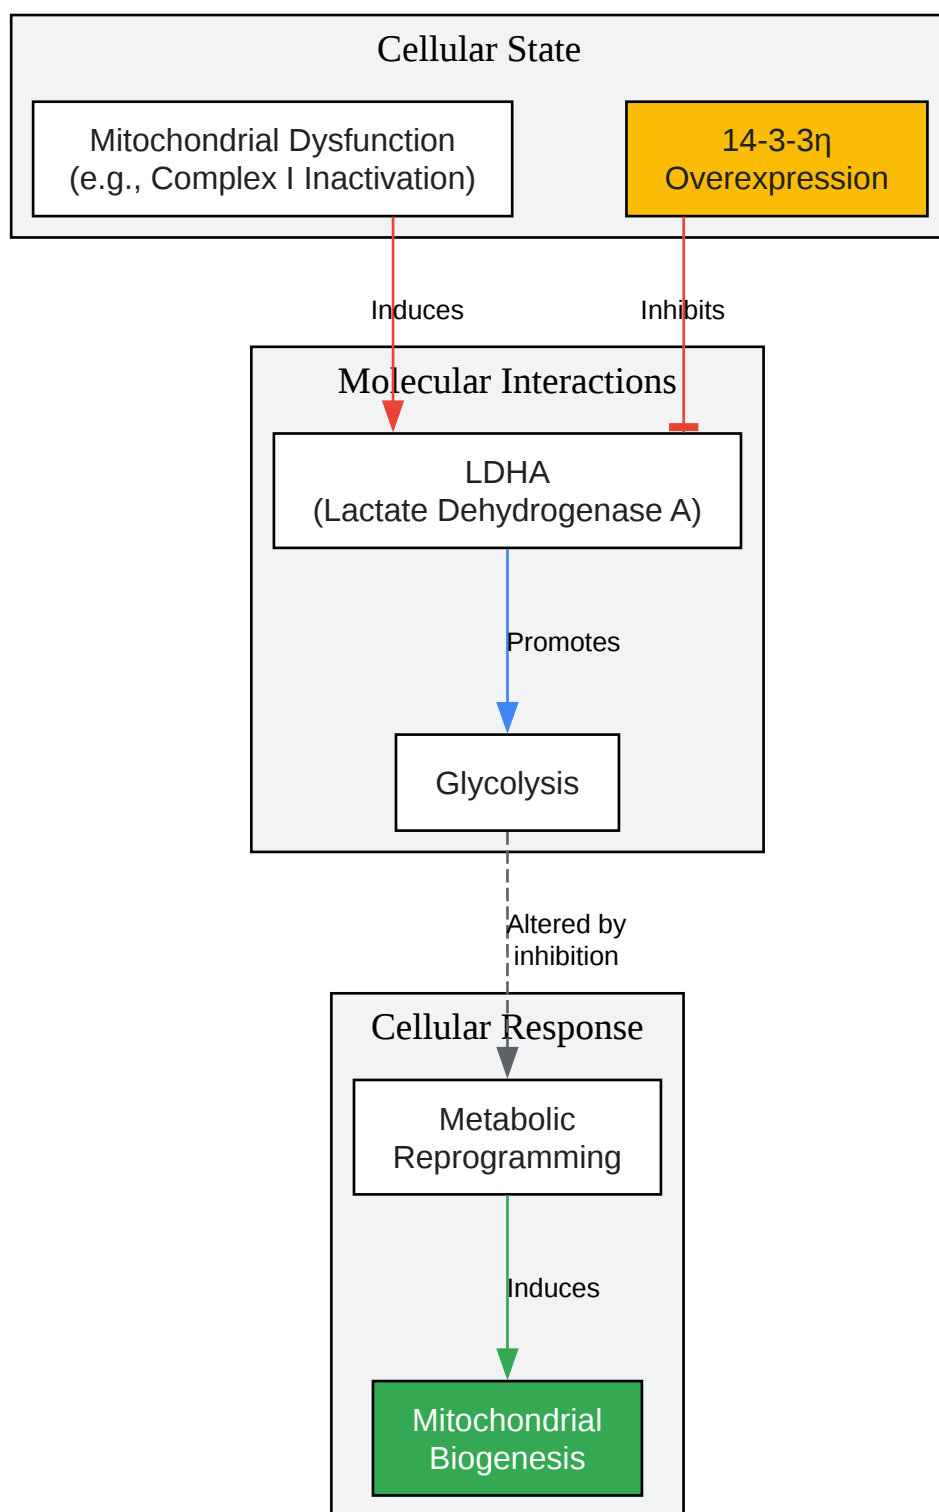 Cellular State
Mitochondrial Dysfunction
(e.g., Complex I Inactivation)
14-3-3η
Overexpression
Induces
Inhibits
Molecular Interactions
LDHA
(Lactate Dehydrogenase A)
Promotes
Glycolysis
Altered by
inhibition
Cellular Response
Metabolic
Reprogramming
Induces
Mitochondrial
Biogenesis